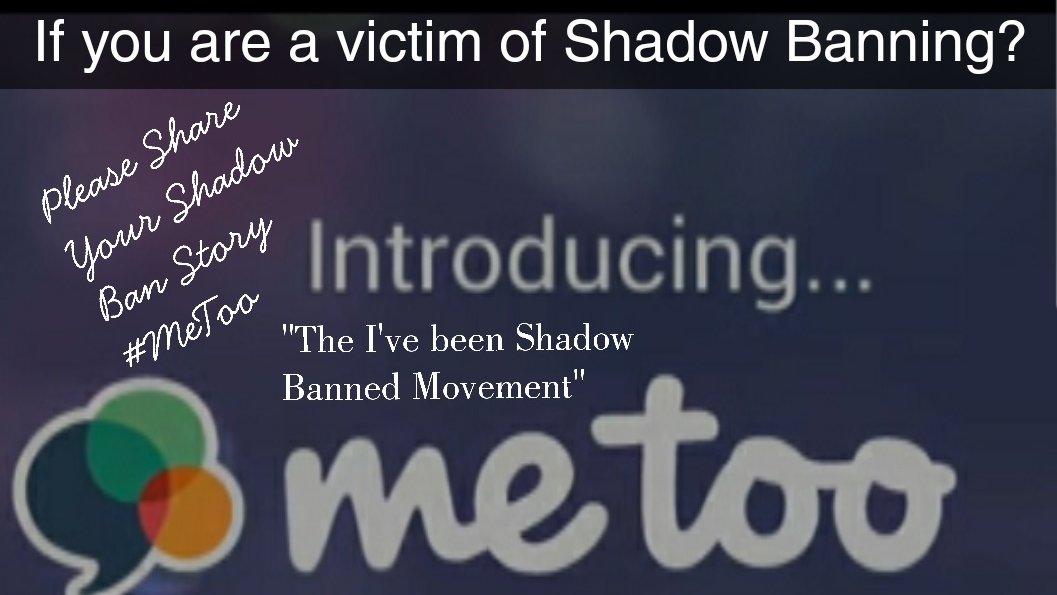 If you are a victim of Shadow Banning?
Please Share
Your Shadow
Ban Story
#MeToo
Introducing...
"The I've been Shadow
Banned Movement"
metoo